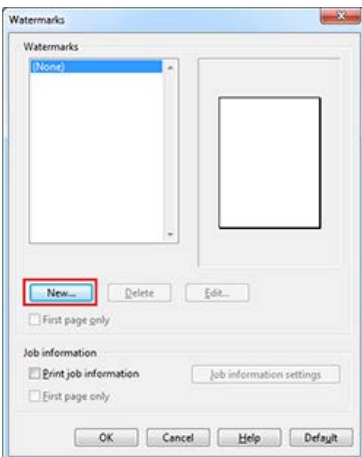 Watermarks
Watermarks
(None)
New...
Delete
Edit...
First page only
Job information
Print job information
Job information settings
First page only
OK
Cancel
Help
Default